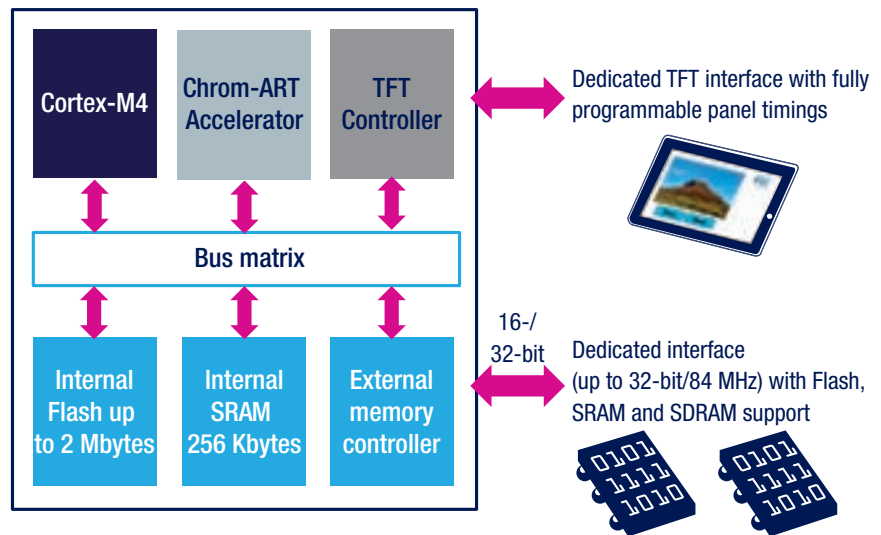 Cortex-M4
Chrom-ART
Accelerator
TFT
Controller
Dedicated TFT interface with fully
programmable panel timings
Bus matrix
16-/
32-bit
Internal
Flash up
to 2 Mbytes
Internal
SRAM
256 Kbytes
External
memory
controller
Dedicated interface
(up to 32-bit/84 MHz) with Flash,
SRAM and SDRAM support
0101
1111
1010
0101
1111
1010